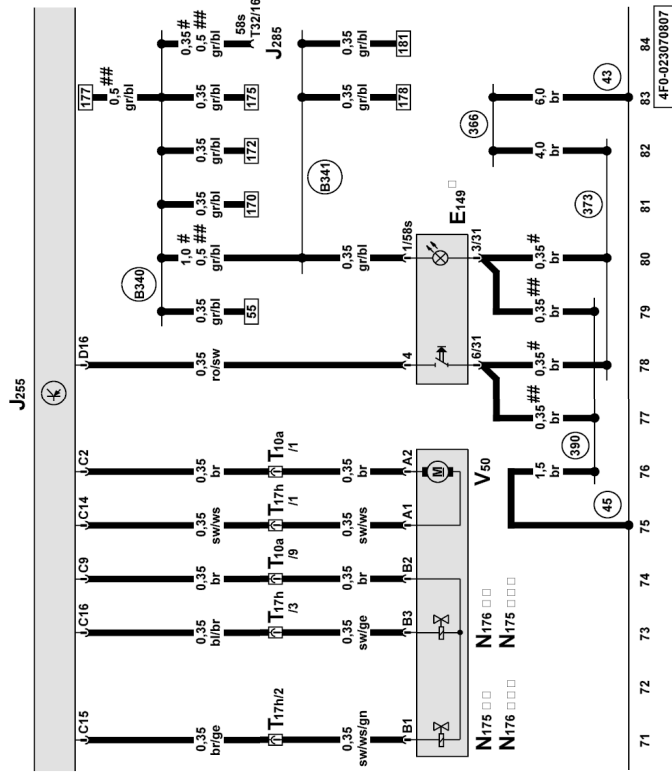 J255
C15
C16
C9
C14
C2
D16
177
0,35 br/ge
0,35 bl/br
0,35 br
0,35 sw/ws
0,35 br
0,35 ro/sw
0,5 ## gr/bl
B340
T17h/2
T17h/3
T10a/9
T17h/1
T10a/1
0,35 gr/bl
1,0 # 0,5 ## gr/bl
0,35 gr/bl
0,35 gr/bl
0,35 gr/bl
0,35 # 0,5 ## gr/bl
55
170
172
175
58s
T32/16
J285
0,35 sw/ws/gn
0,35 sw/ge
0,35 br
0,35 sw/ws
0,35 br
B341
0,35 gr/bl
0,35 gr/bl
0,35 gr/bl
178
181
B1
B3
B2
A1
A2
4
1/58s
M
E149
6/31
3/31
N175
N176
N176
N175
V50
366
0,35 ## br
0,35 # br
0,35 ## br
0,35 # br
4,0 br
6,0 br
1,5 br
390
373
45
43
71 72 73 74 75 76 77 78 79 80 81 82 83 84
4F0-023070807